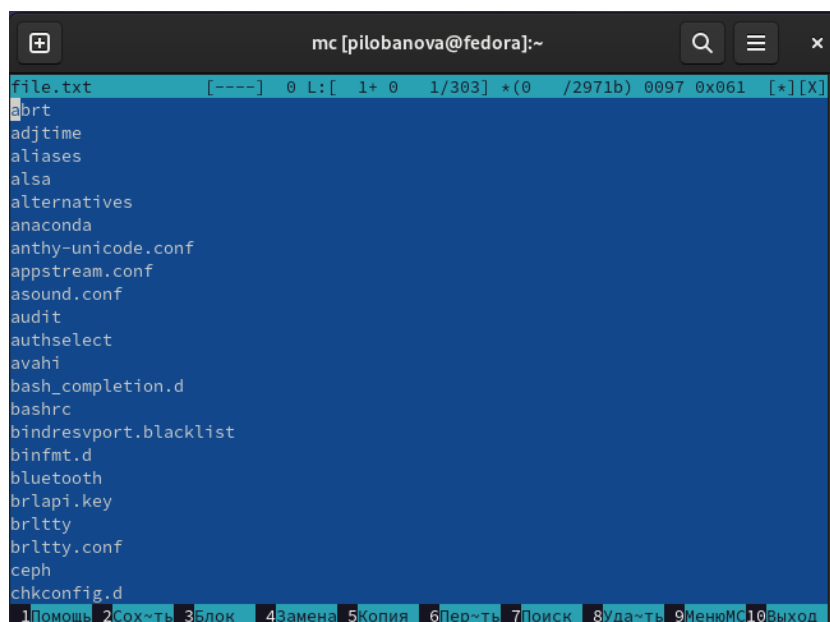 mc [pilobanova@fedora]:~
file.txt [----] 0 L:[ 1+ 0 1/303] *(0 /2971b) 0097 0x061 [*][X]
abrt
adjtime
aliases
alsa
alternatives
anaconda
anthy-unicode.conf
appstream.conf
asound.conf
audit
authselect
avahi
bash_completion.d
bashrc
bindresvport.blacklist
binfmt.d
bluetooth
brlapi.key
brltty
brltty.conf
ceph
chkconfig.d
1Помощь 2Сох~ть 3Блок 4Замена 5Копия 6Пер~ть 7Поиск 8Уда~ть 9МенюMC10Выход